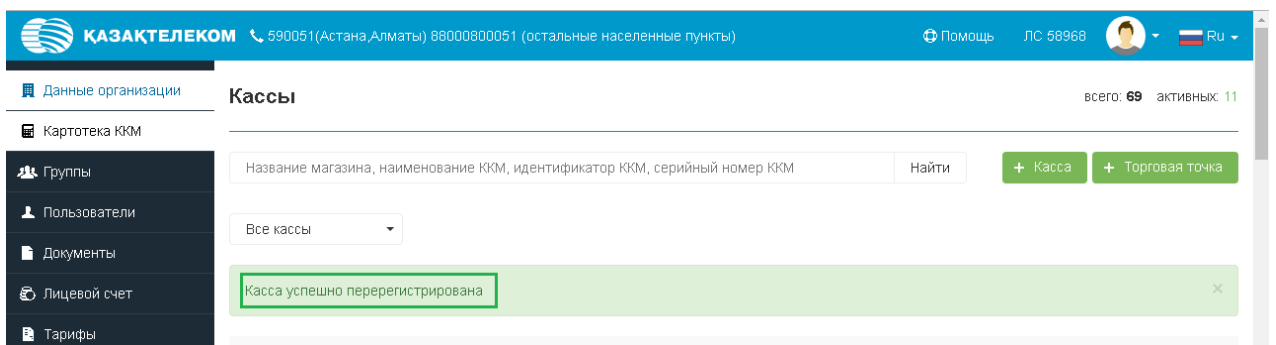 ҚАЗАҚТЕЛЕКОМ 590051(Астана,Алматы) 88000800051 (остальные населенные пункты) Помощь ЛС 58968 Ru
Данные организации
Кассы
всего: 69 активных: 11
Картотека ККМ
Группы
Название магазина, наименование ККМ, идентификатор ККМ, серийный номер ККМ
Найти
+ Касса
+ Торговая точка
Пользователи
Все кассы
Документы
Лицевой счет
Касса успешно перерегистрирована
×
Тарифы